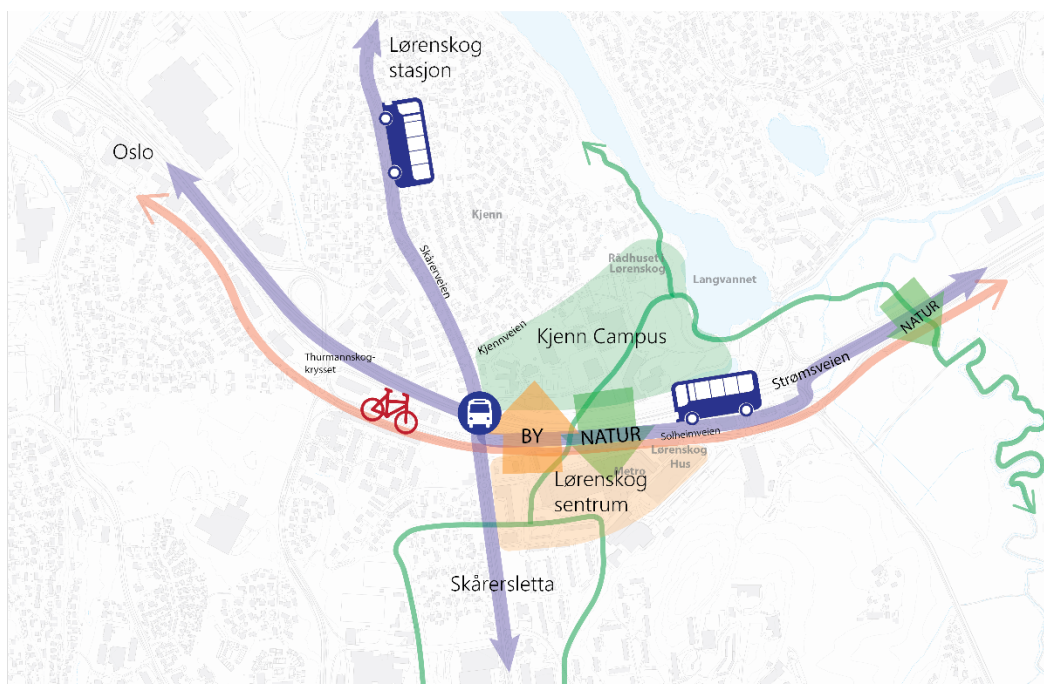 Lørenskog
stasjon
Oslo
Kjenn
Skårerveien
Rådhuset i
Lørenskog
Langvannet
Kjennveien
Kjenn Campus
NATUR
Thurmannskog-
krysset
Strømsveien
BY
NATUR
Solheimveien
Lørenskog
Hus
Metro
Lørenskog
sentrum
Skårersletta